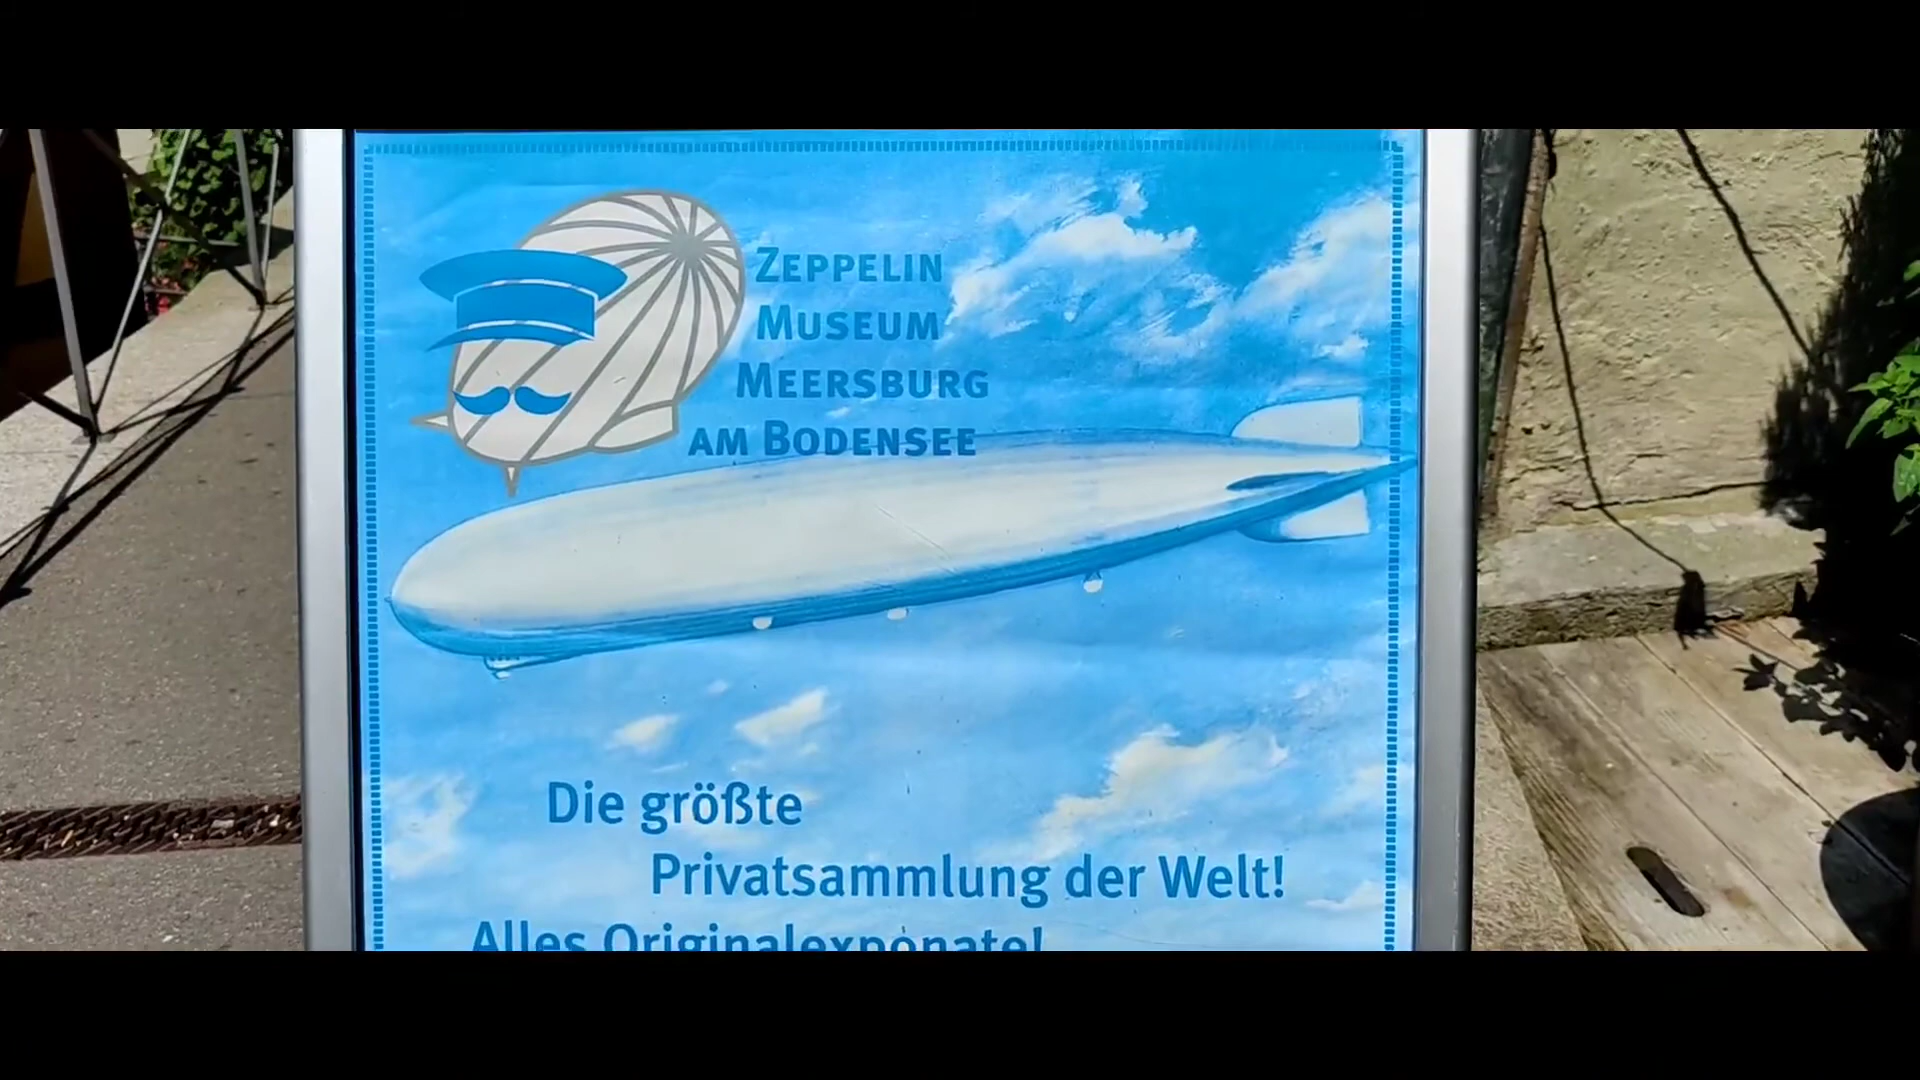 ZEPPELIN
MUSEUM
MEERSBURG
AM BODENSEE
Die größte
Privatsammlung der Welt!
Alles Originalexponate!